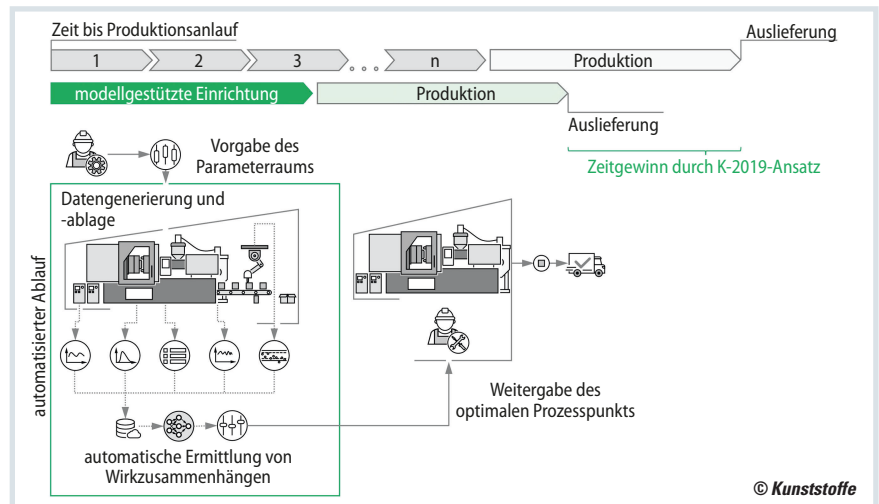 Zeit bis Produktionsanlauf
Auslieferung
1 2 3 ... n Produktion
modellgestützte Einrichtung Produktion
Auslieferung
Zeitgewinn durch K-2019-Ansatz
Vorgabe des
Parameterraums
Datengenerierung und
-ablage
automatisierter Ablauf
Weitergabe des
optimalen Prozesspunkts
automatische Ermittlung von
Wirkzusammenhängen
© Kunststoffe